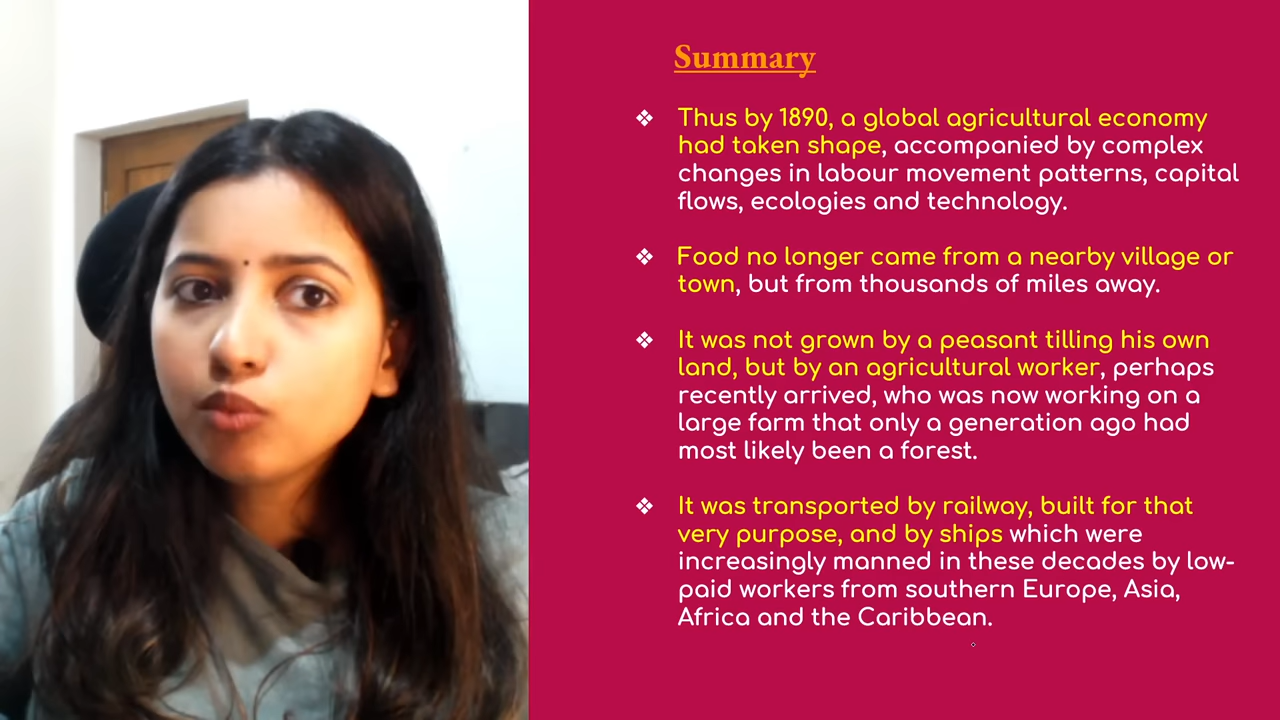 Summary
❖ Thus by 1890, a global agricultural economy
had taken shape, accompanied by complex
changes in labour movement patterns, capital
flows, ecologies and technology.
❖ Food no longer came from a nearby village or
town, but from thousands of miles away.
❖ It was not grown by a peasant tilling his own
land, but by an agricultural worker, perhaps
recently arrived, who was now working on a
large farm that only a generation ago had
most likely been a forest.
❖ It was transported by railway, built for that
very purpose, and by ships which were
increasingly manned in these decades by low-
paid workers from southern Europe, Asia,
Africa and the Caribbean.